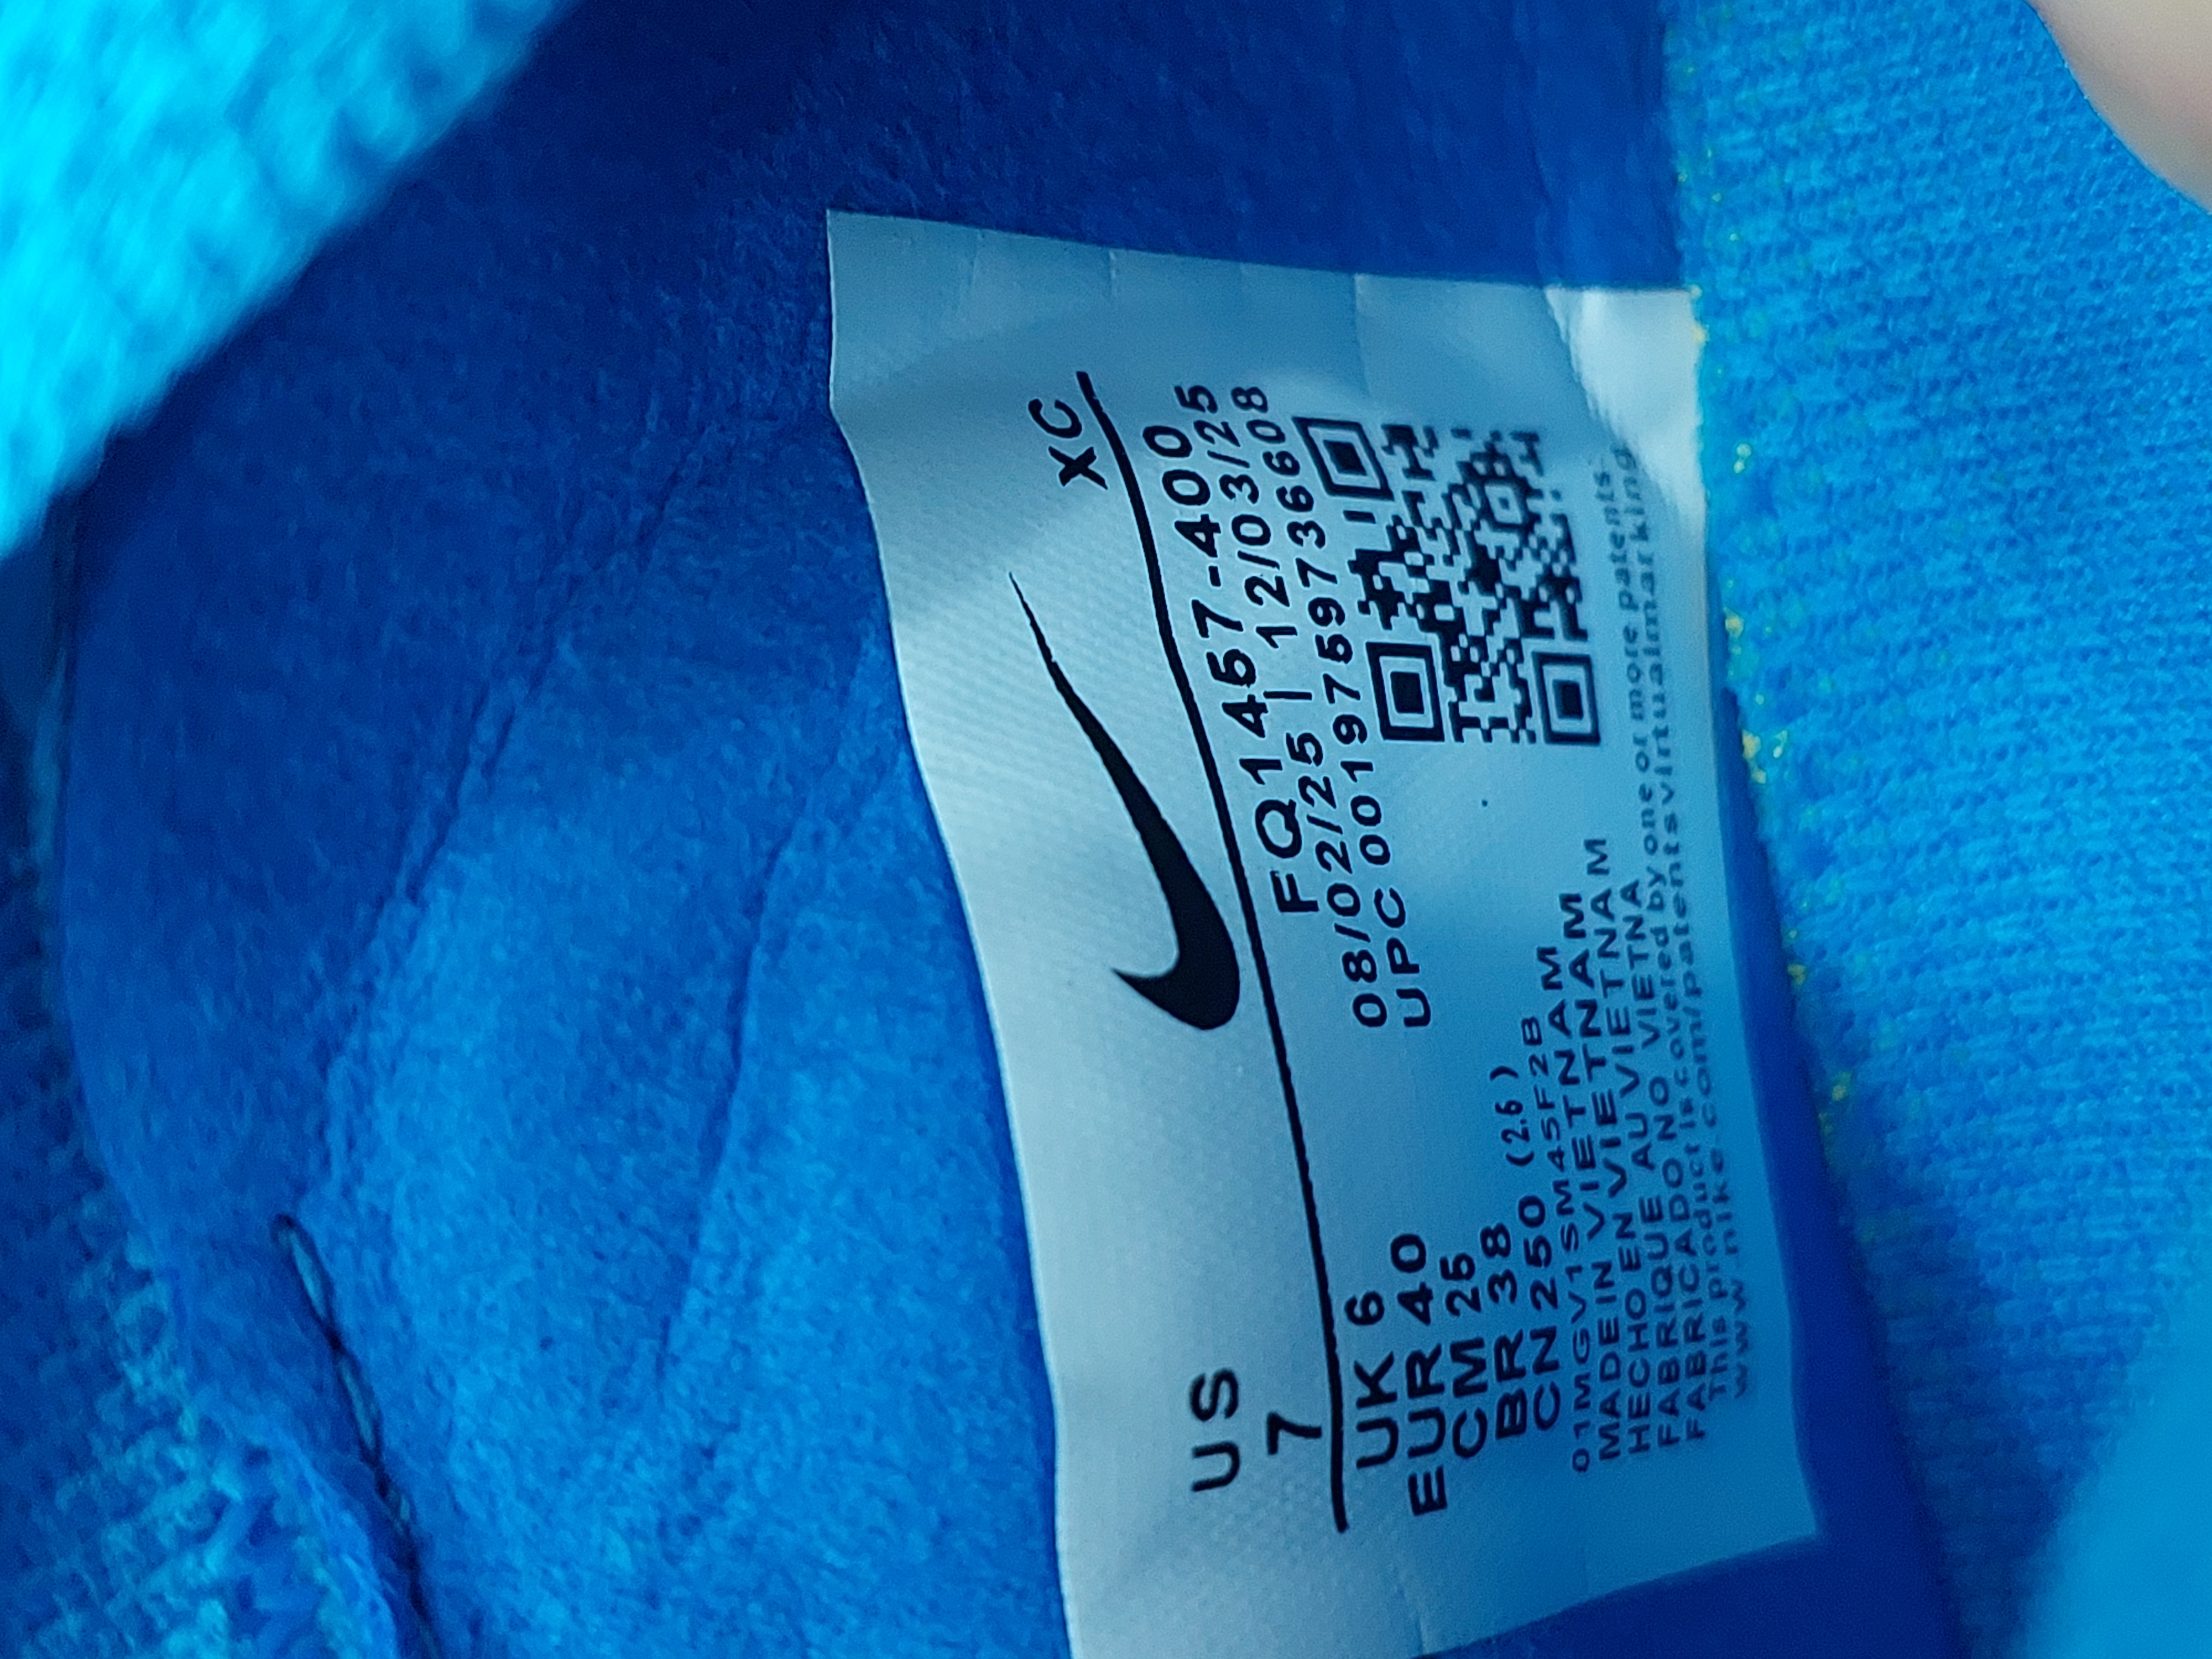 US
7
XC
FQ1457-400
08/02/25 | 12/03/25
UPC 00197597366608
UK 6
EUR 40
CM 25
BR 38
CN 250 (2.6)
01MGV1SM45F2B
MADE IN VIETNAM
HECHO EN VIETNAM
FABRIQUE AU VIETNAM
FABRICADO NO VIETNA
This product is covered by one or more patents.
www.nike.com/patentsvirtualmarking